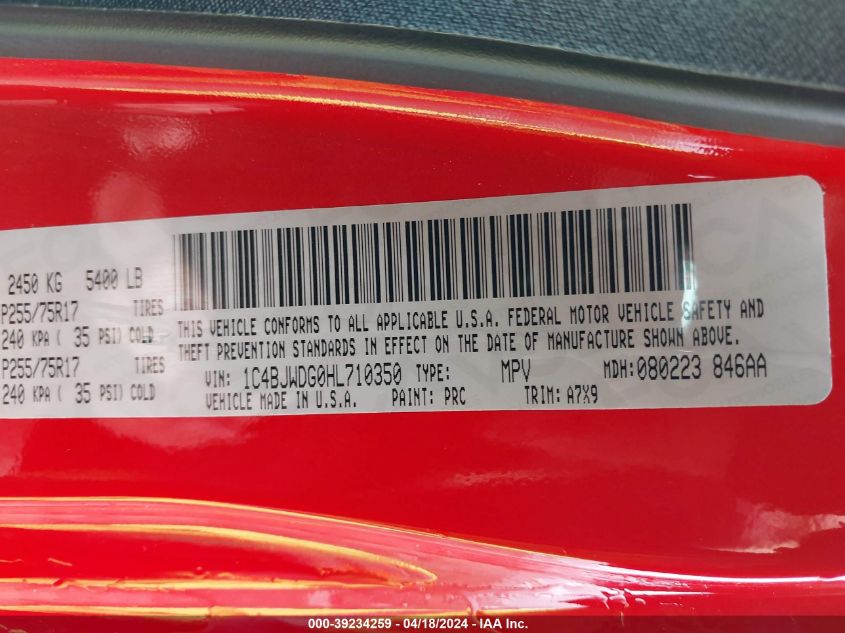 2450 KG 5400 LB
P255/75R17 TIRES
240 KPA ( 35 PSI) COLD
P255/75R17 TIRES
240 KPA ( 35 PSI) COLD
THIS VEHICLE CONFORMS TO ALL APPLICABLE U.S.A. FEDERAL MOTOR VEHICLE SAFETY AND
THEFT PREVENTION STANDARDS IN EFFECT ON THE DATE OF MANUFACTURE SHOWN ABOVE.
VIN: 1C4BJWDG0HL710350 TYPE: MPV MDH: 080223 846AA
VEHICLE MADE IN U.S.A. PAINT: PRC TRIM: A7X9
000-39234259 - 04/18/2024 - IAA Inc.